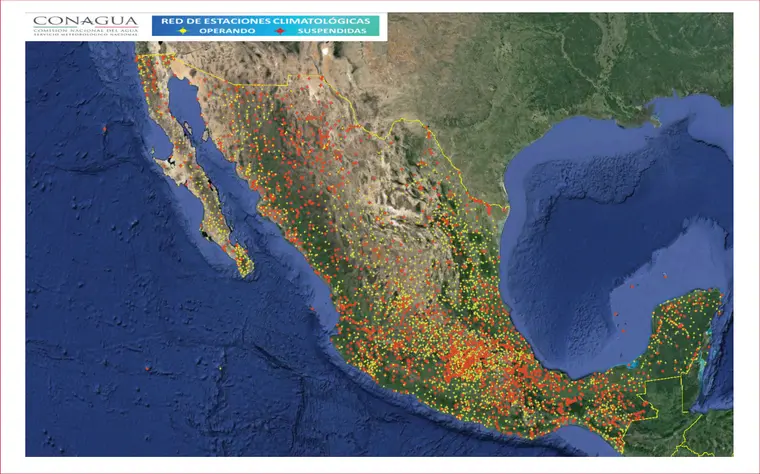 CONAGUA
COMISIÓN NACIONAL DEL AGUA
SERVICIO METEOROLÓGICO NACIONAL
RED DE ESTACIONES CLIMATOLÓGICAS
OPERANDO SUSPENDIDAS